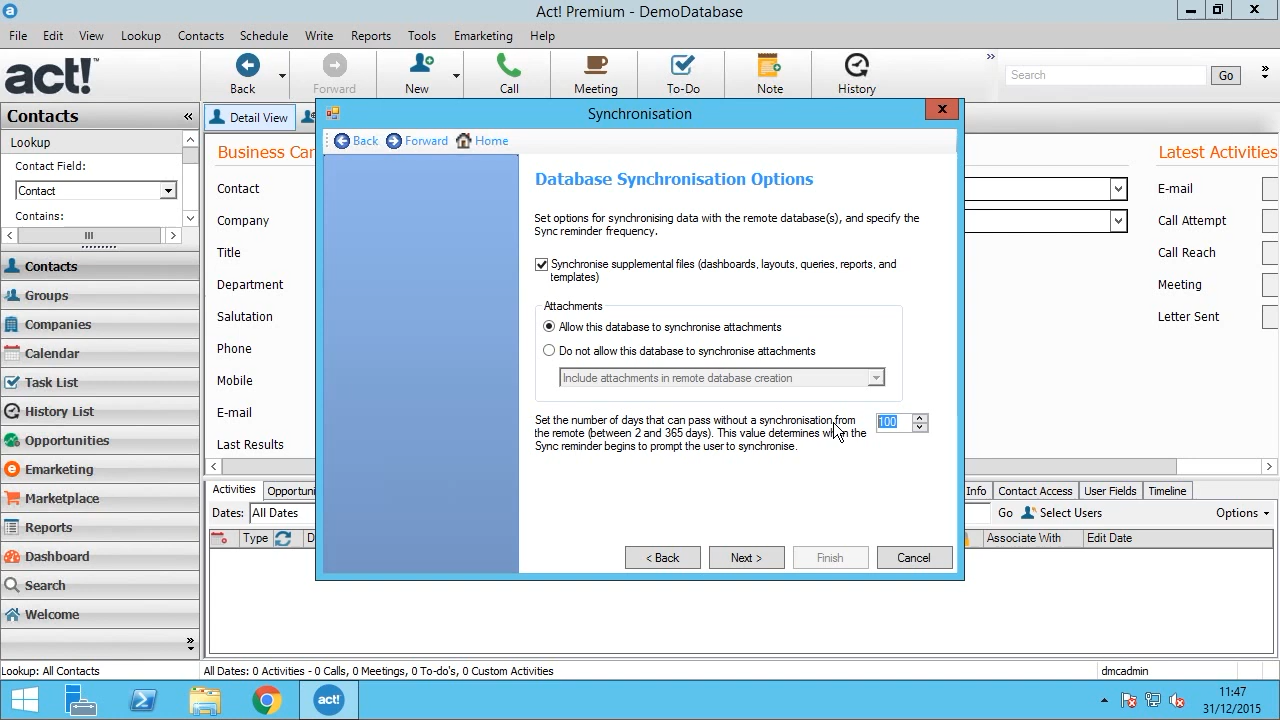 Act! Premium - DemoDatabase
File Edit View Lookup Contacts Schedule Write Reports Tools Emarketing Help
act!
Back Forward New Call Meeting To-Do Note History
Search Go
Contacts
Lookup
Contact Field:
Contact
Contains:
Contacts
Groups
Companies
Calendar
Task List
History List
Opportunities
Emarketing
Marketplace
Reports
Dashboard
Search
Welcome
Lookup: All Contacts
Detail View
Business Car
Contact
Company
Title
Department
Salutation
Phone
Mobile
E-mail
Last Results
Latest Activities
E-mail
Call Attempt
Call Reach
Meeting
Letter Sent
Synchronisation
Back Forward Home
Database Synchronisation Options
Set options for synchronising data with the remote database(s), and specify the
Sync reminder frequency.
Synchronise supplemental files (dashboards, layouts, queries, reports, and
templates)
Attachments
Allow this database to synchronise attachments
Do not allow this database to synchronise attachments
Include attachments in remote database creation
Set the number of days that can pass without a synchronisation from
the remote (between 2 and 365 days). This value determines when the
Sync reminder begins to prompt the user to synchronise.
100
< Back Next > Finish Cancel
Activities Opportuni Info Contact Access User Fields Timeline
Dates: All Dates Go Select Users Options
Type D Associate With Edit Date
All Dates: 0 Activities - 0 Calls, 0 Meetings, 0 To-do's, 0 Custom Activities
dmcadmin
act!
11:47
31/12/2015